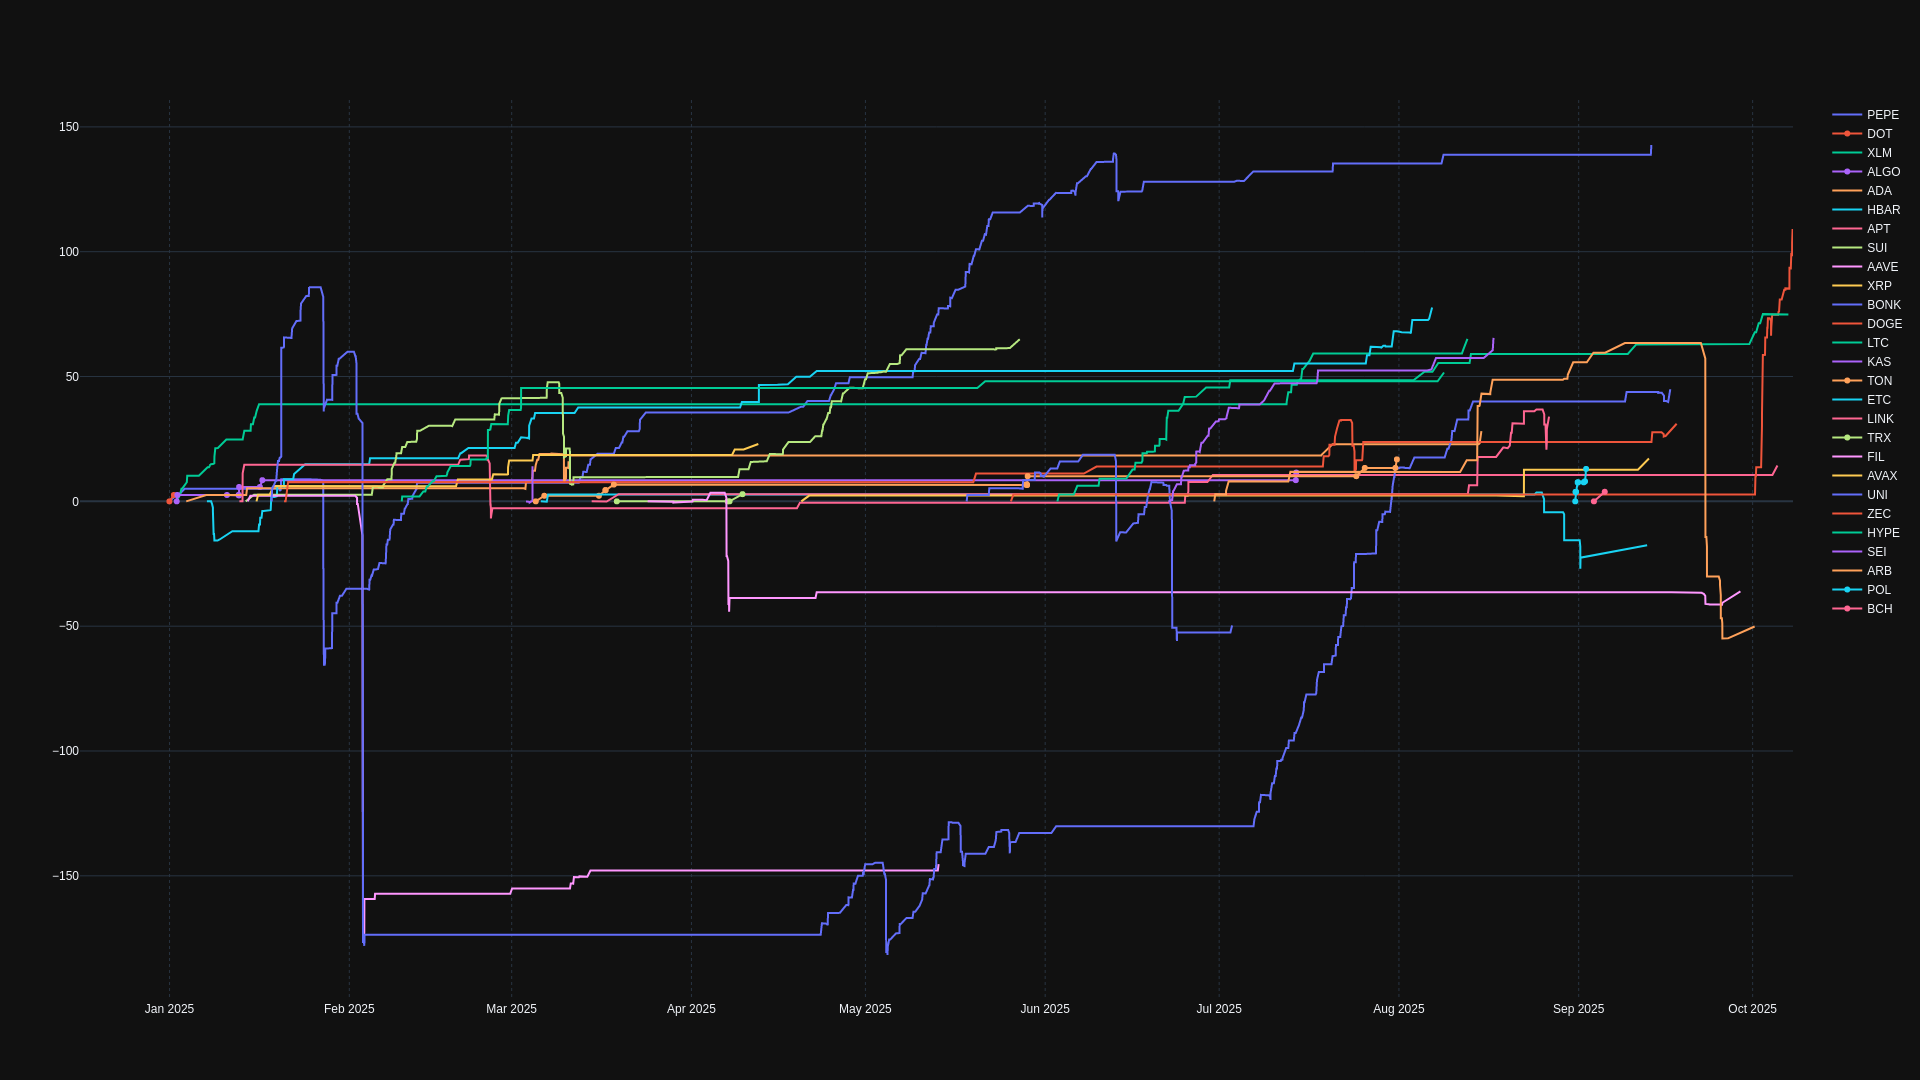 150
100
50
0
−50
−100
−150
Jan 2025
Feb 2025
Mar 2025
Apr 2025
May 2025
Jun 2025
Jul 2025
Aug 2025
Sep 2025
Oct 2025
PEPE
DOT
XLM
ALGO
ADA
HBAR
APT
SUI
AAVE
XRP
BONK
DOGE
LTC
KAS
TON
ETC
LINK
TRX
FIL
AVAX
UNI
ZEC
HYPE
SEI
ARB
POL
BCH